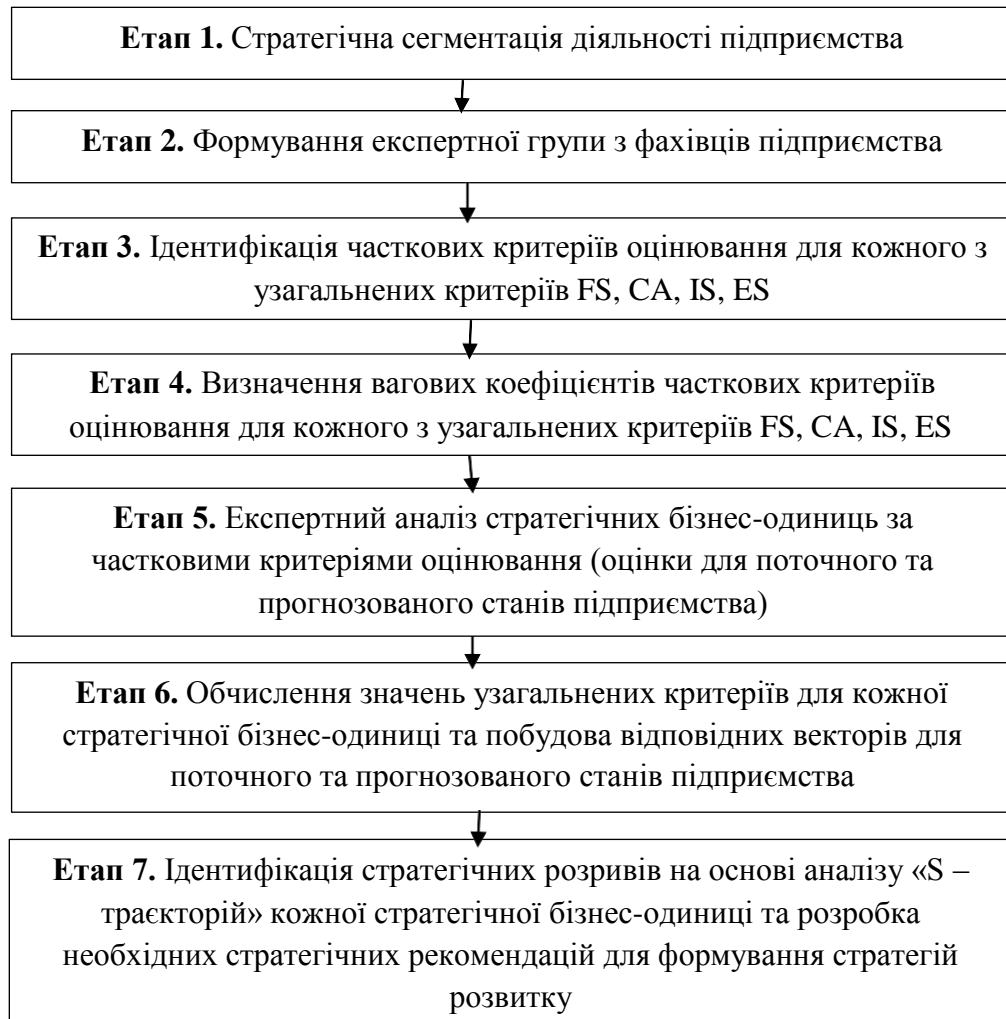 Етап 1. Стратегічна сегментація діяльності підприємства
Етап 2. Формування експертної групи з фахівців підприємства
Етап 3. Ідентифікація часткових критеріїв оцінювання для кожного з
узагальнених критеріїв FS, CA, IS, ES
Етап 4. Визначення вагових коефіцієнтів часткових критеріїв
оцінювання для кожного з узагальнених критеріїв FS, CA, IS, ES
Етап 5. Експертний аналіз стратегічних бізнес-одиниць за
частковими критеріями оцінювання (оцінки для поточного та
прогнозованого станів підприємства)
Етап 6. Обчислення значень узагальнених критеріїв для кожної
стратегічної бізнес-одиниці та побудова відповідних векторів для
поточного та прогнозованого станів підприємства
Етап 7. Ідентифікація стратегічних розривів на основі аналізу «S –
траєкторій» кожної стратегічної бізнес-одиниці та розробка
необхідних стратегічних рекомендацій для формування стратегій
розвитку